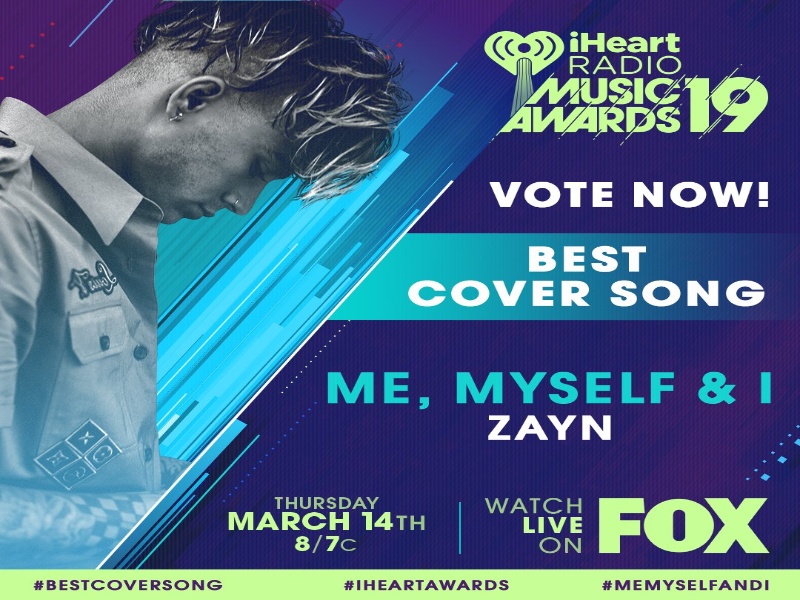 iHeart
RADIO
MUSIC
AWARDS '19
VOTE NOW!
BEST
COVER SONG
ME, MYSELF & I
ZAYN
THURSDAY
MARCH 14TH
8/7C
WATCH
LIVE
ON
FOX
#BESTCOVERSONG
#IHEARTAWARDS
#MEMYSELFANDI